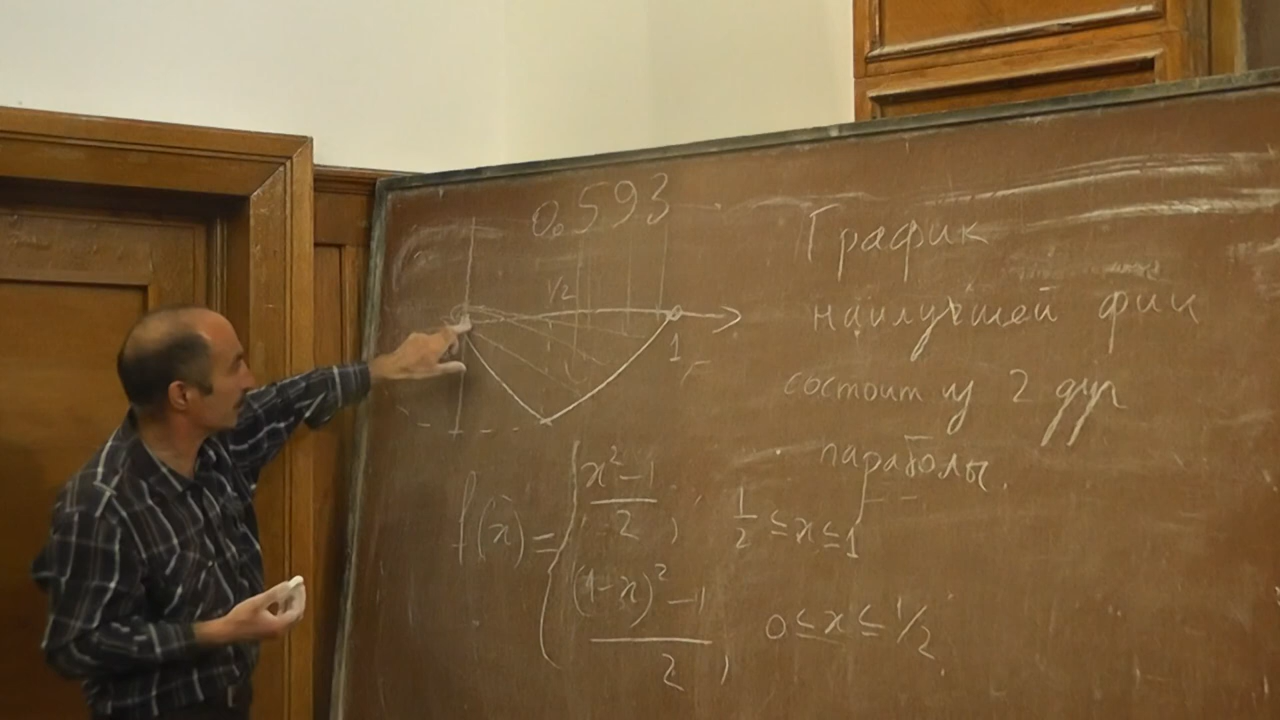 0.593
1/2
1
График
наилучшей фии
состоит из 2 дуг
параболы.
f(x) = { x²-1 / 2 , 1/2 ≤ x ≤ 1
(1-x)²-1 / 2 , 0 ≤ x ≤ 1/2